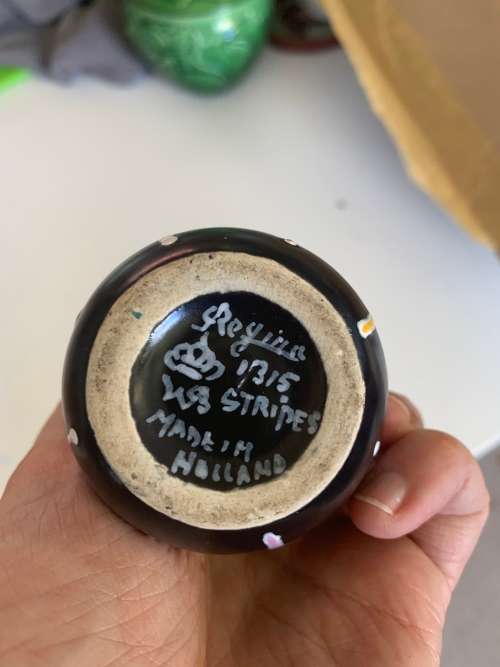 Regina
1315.
WB STRIPES
MADE IN
HOLLAND